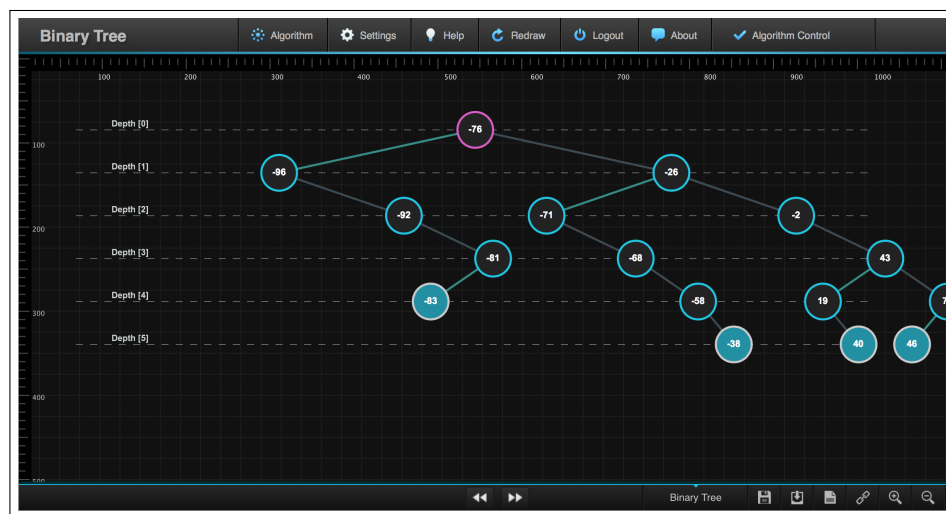 Binary Tree Algorithm Settings Help Redraw Logout About Algorithm Control
100 200 300 400 500 600 700 800 900 1000
Depth [0] -76
100
Depth [1] -96 -26
Depth [2] -92 -71 -2
200
Depth [3] -81 -68 43
Depth [4] -83 -58 19
300
Depth [5] -38 40 46
400
500
Binary Tree